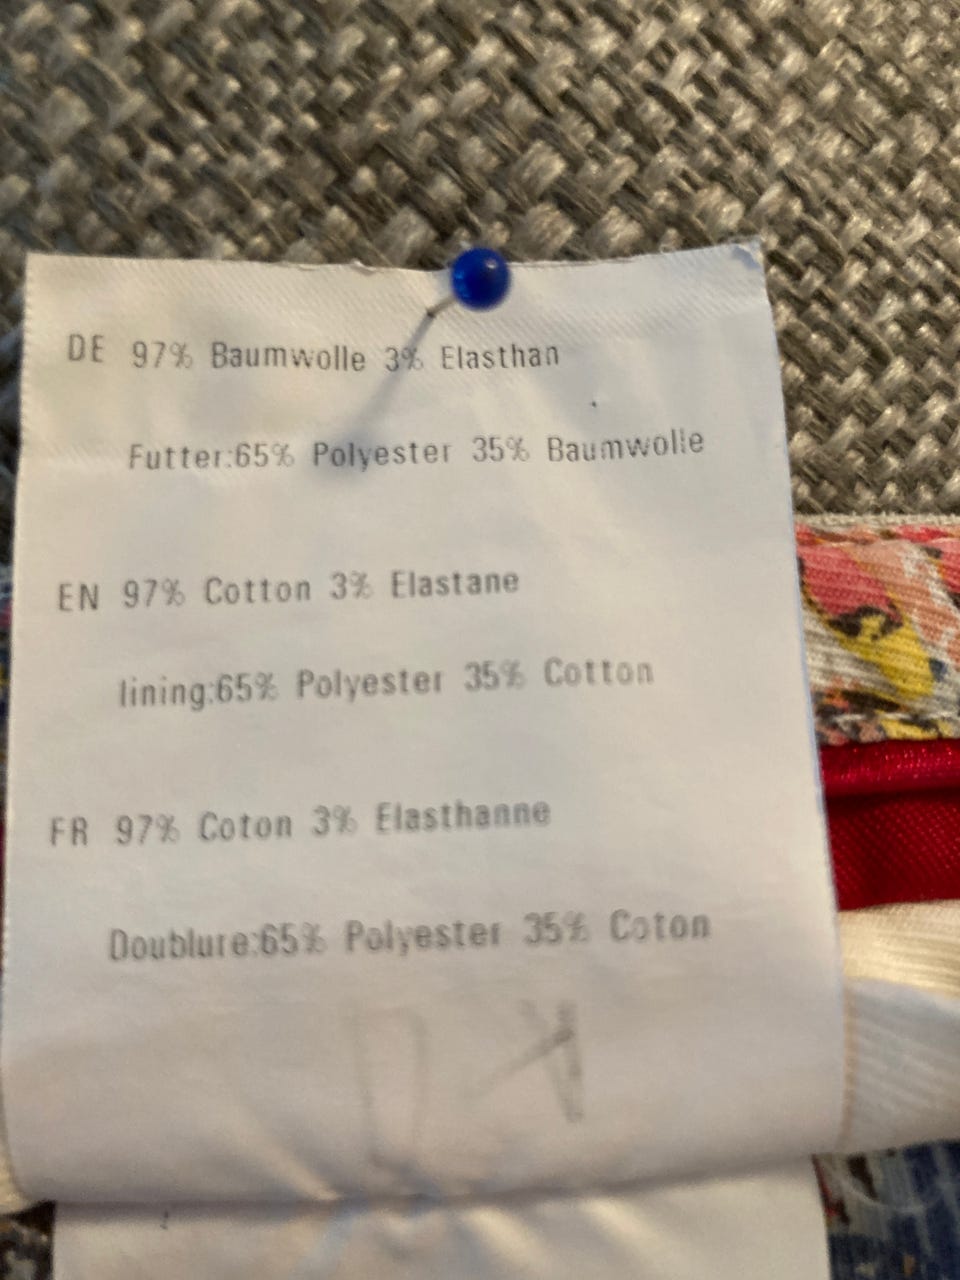 DE 97% Baumwolle 3% Elasthan
Futter:65% Polyester 35% Baumwolle
EN 97% Cotton 3% Elastane
lining:65% Polyester 35% Cotton
FR 97% Coton 3% Elasthanne
Doublure:65% Polyester 35% Coton